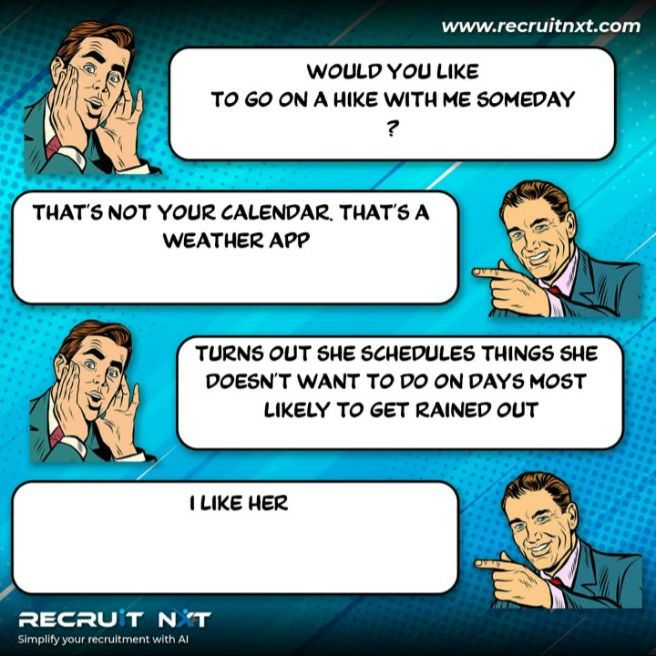 www.recruitnxt.com
WOULD YOU LIKE
TO GO ON A HIKE WITH ME SOMEDAY
?
THAT'S NOT YOUR CALENDAR. THAT'S A
WEATHER APP
TURNS OUT SHE SCHEDULES THINGS SHE
DOESN'T WANT TO DO ON DAYS MOST
LIKELY TO GET RAINED OUT
I LIKE HER
RECRUiT NXT
Simplify your recruitment with AI